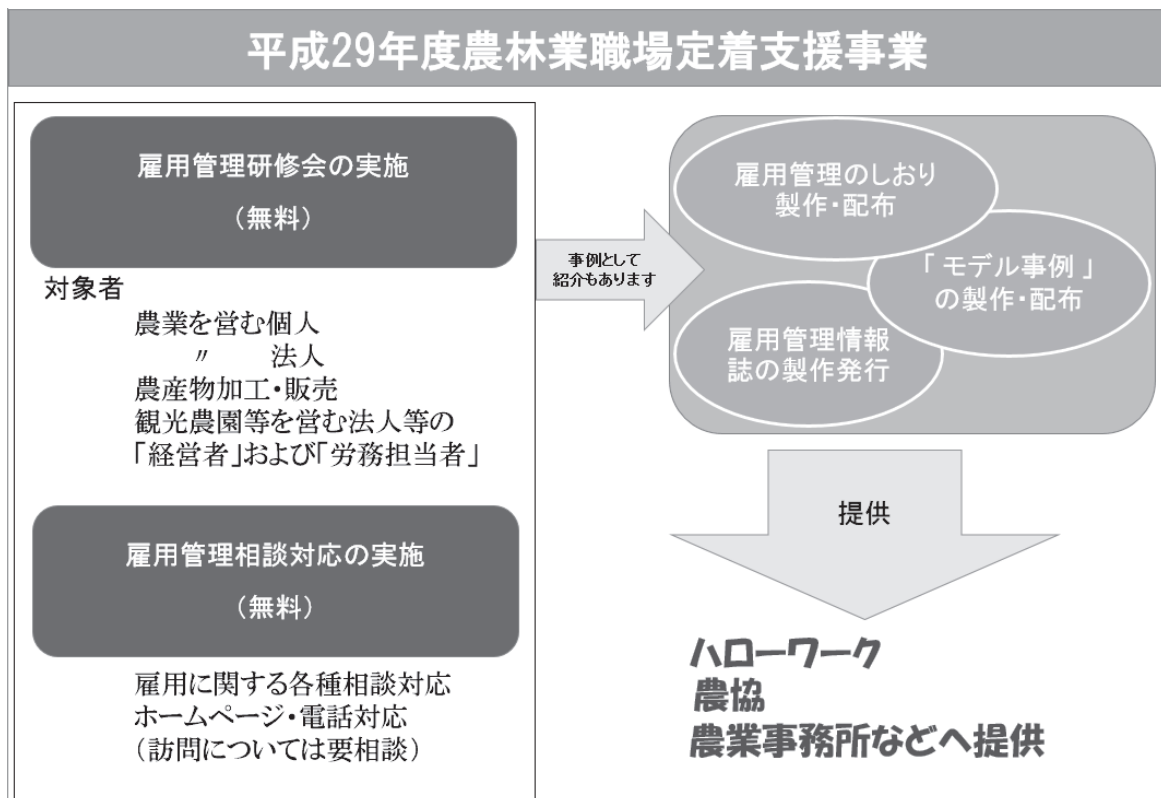 平成29年度農林業職場定着支援事業
雇用管理研修会の実施
（無料）
対象者
農業を営む個人
〃 法人
農産物加工・販売
観光農園等を営む法人等の
「経営者」および「労務担当者」
雇用管理相談対応の実施
（無料）
雇用に関する各種相談対応
ホームページ・電話対応
（訪問については要相談）
事例として
紹介もあります
雇用管理のしおり
製作・配布
「モデル事例」
の製作・配布
雇用管理情報
誌の製作発行
提供
ハローワーク
農協
農業事務所などへ提供